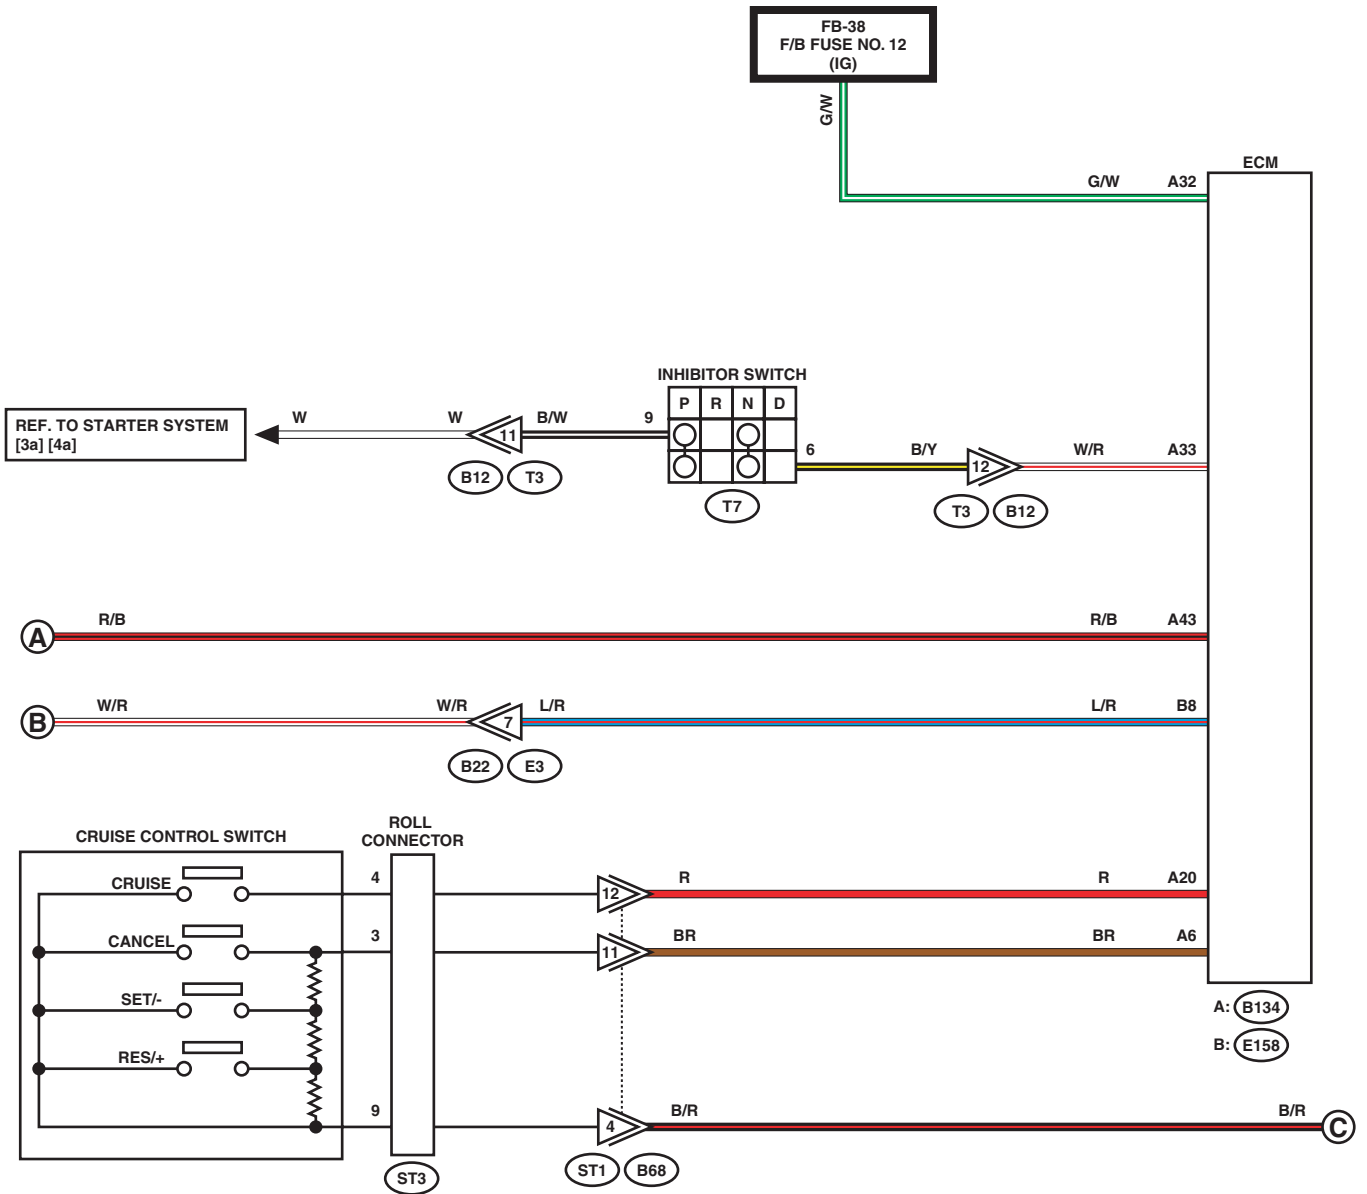 FB-38
F/B FUSE NO. 12
(IG)
G/W
ECM
G/W A32
INHIBITOR SWITCH
P R N D
REF. TO STARTER SYSTEM
[3a] [4a]
W W 11 B/W 9
6 B/Y 12 W/R A33
B12 T3
T7
T3 B12
A R/B R/B A43
B W/R W/R 7 L/R L/R B8
B22 E3
CRUISE CONTROL SWITCH
ROLL
CONNECTOR
CRUISE 4 12 R R A20
CANCEL 3 11 BR BR A6
SET/-
RES/+
A: B134
B: E158
9 4 B/R B/R C
ST3
ST1 B68